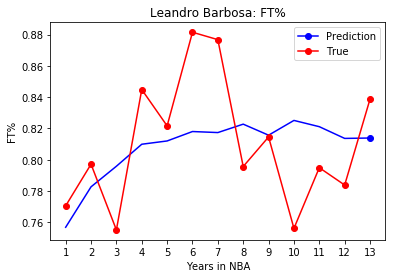 Leandro Barbosa: FT%
Prediction
True
FT%
0.88
0.86
0.84
0.82
0.80
0.78
0.76
1 2 3 4 5 6 7 8 9 10 11 12 13
Years in NBA